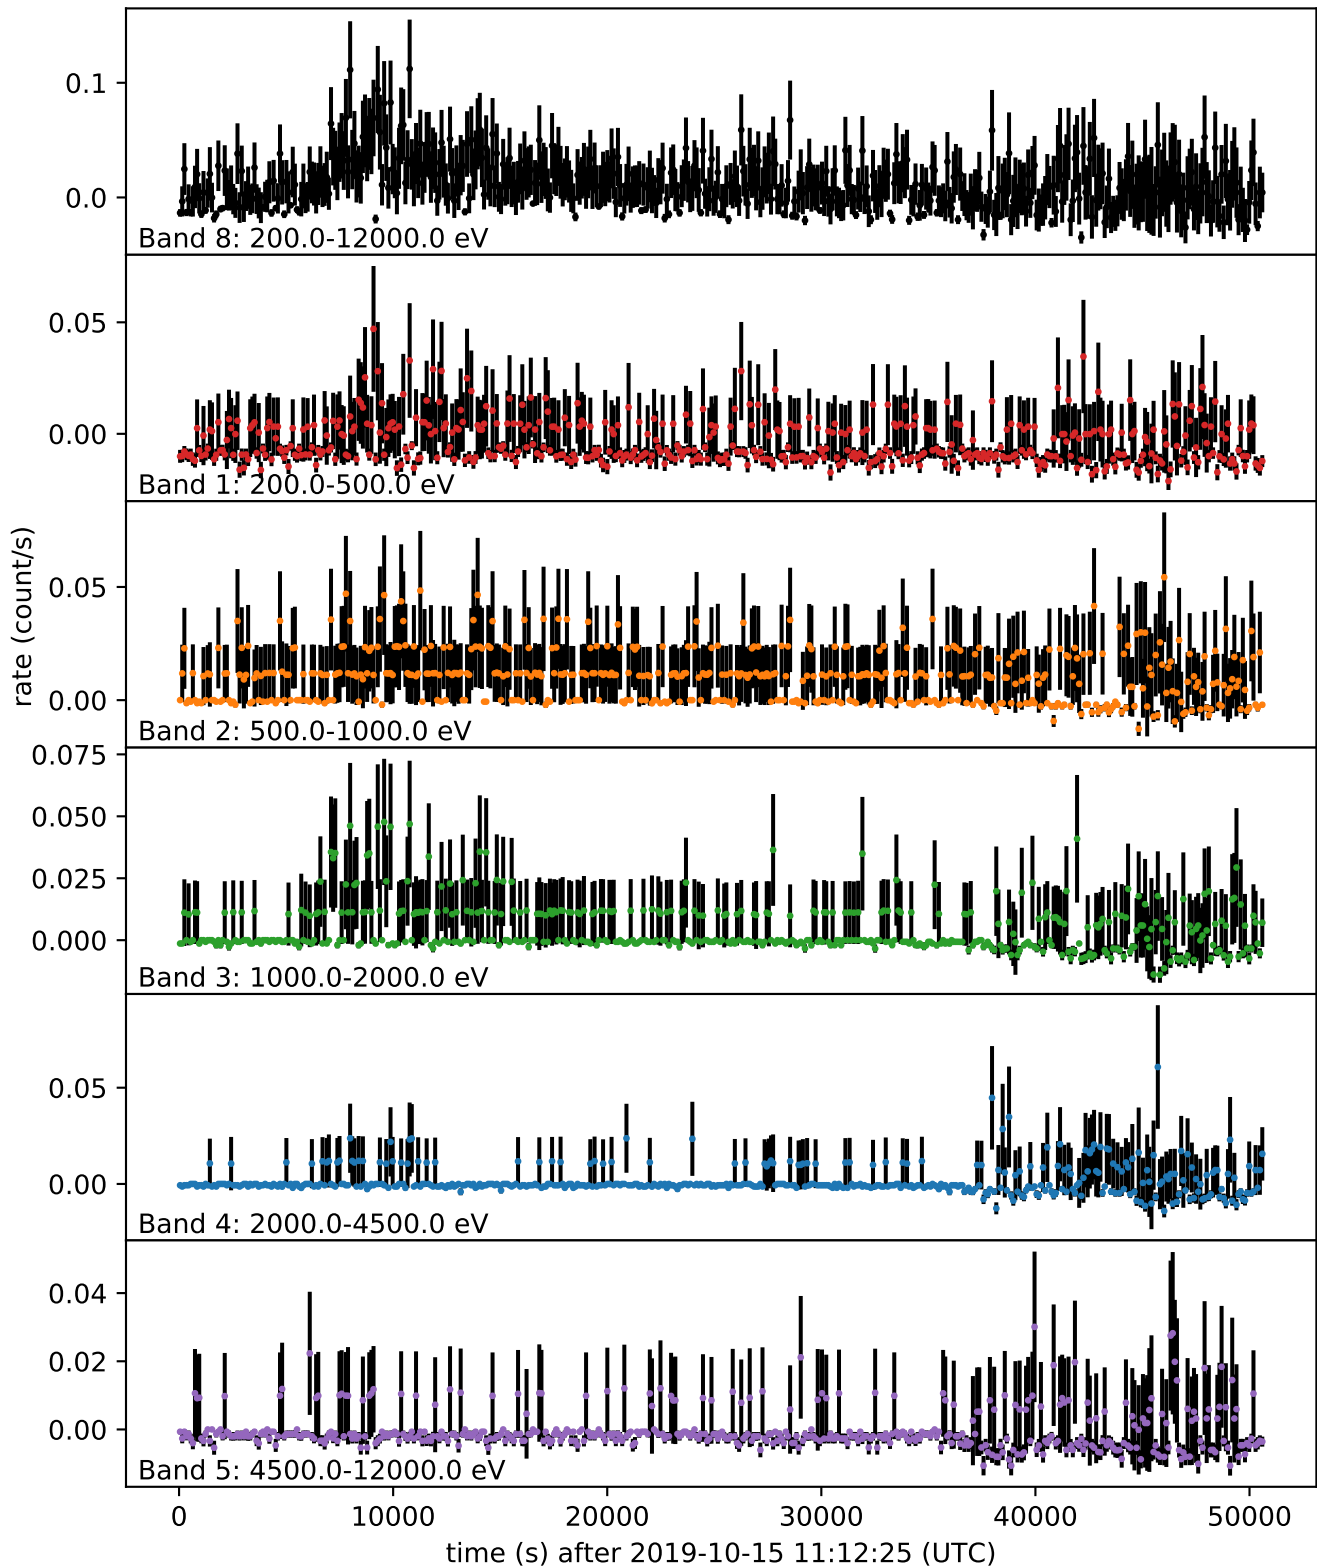 0.1
0.0
Band 8: 200.0-12000.0 eV
0.05
0.00
Band 1: 200.0-500.0 eV
rate (count/s)
0.05
0.00
Band 2: 500.0-1000.0 eV
0.075
0.050
0.025
0.000
Band 3: 1000.0-2000.0 eV
0.05
0.00
Band 4: 2000.0-4500.0 eV
0.04
0.02
0.00
Band 5: 4500.0-12000.0 eV
0 10000 20000 30000 40000 50000
time (s) after 2019-10-15 11:12:25 (UTC)